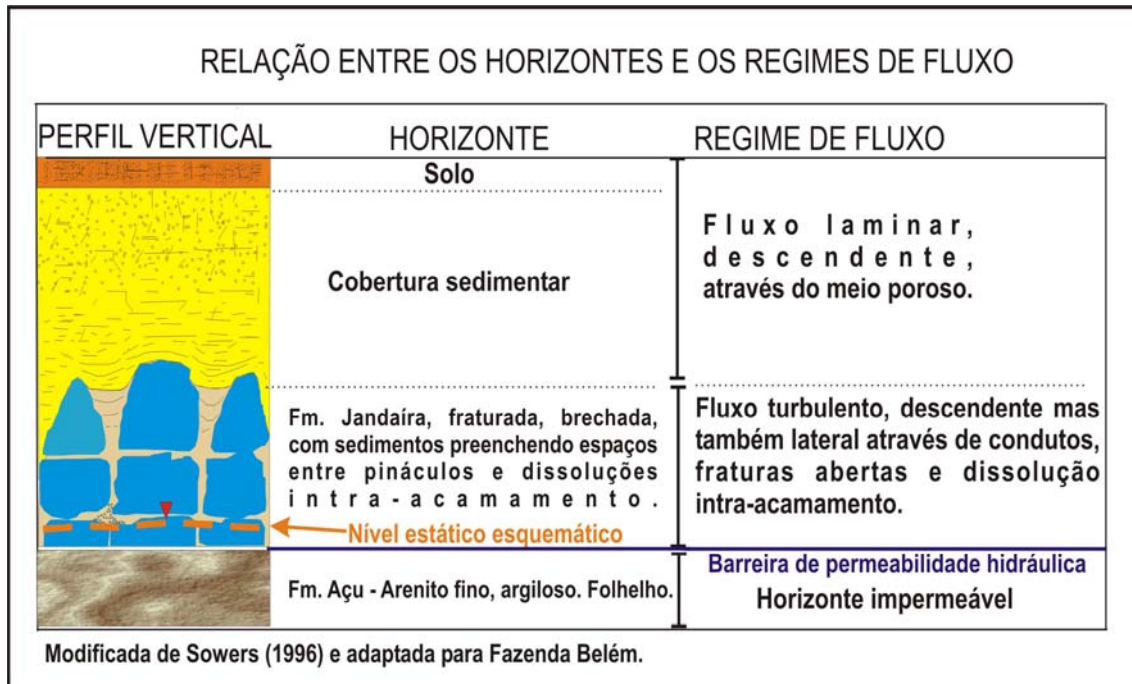 RELAÇÃO ENTRE OS HORIZONTES E OS REGIMES DE FLUXO
PERFIL VERTICAL
HORIZONTE
REGIME DE FLUXO
Solo
Cobertura sedimentar
Fluxo laminar,
descendente,
através do meio poroso.
Fm. Jandaíra, fraturada, brechada,
com sedimentos preenchendo espaços
entre pináculos e dissoluções
intra-acamamento.
Fluxo turbulento, descendente mas
também lateral através de condutos,
fraturas abertas e dissolução
intra-acamamento.
Nível estático esquemático
Barreira de permeabilidade hidráulica
Fm. Açu - Arenito fino, argiloso. Folhelho.
Horizonte impermeável
Modificada de Sowers (1996) e adaptada para Fazenda Belém.